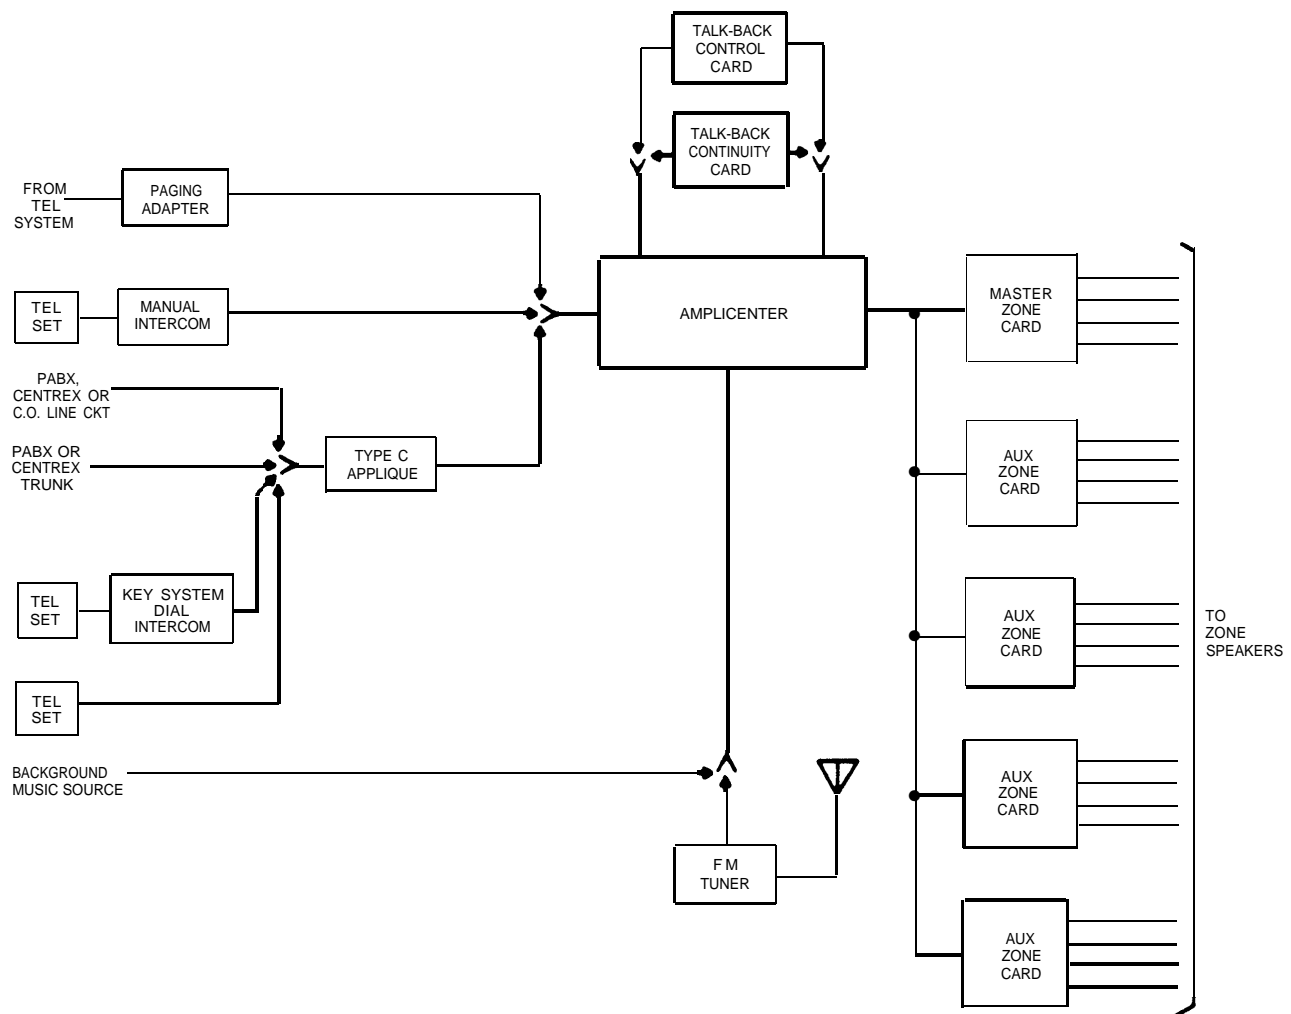 TALK-BACK
CONTROL
CARD
TALK-BACK
CONTINUITY
CARD
FROM
TEL
SYSTEM
PAGING
ADAPTER
TEL
SET
MANUAL
INTERCOM
AMPLICENTER
MASTER
ZONE
CARD
PABX,
CENTREX OR
C.O. LINE CKT
PABX OR
CENTREX
TRUNK
TYPE C
APPLIQUE
AUX
ZONE
CARD
TEL
SET
KEY SYSTEM
DIAL
INTERCOM
AUX
ZONE
CARD
TO
ZONE
SPEAKERS
TEL
SET
BACKGROUND
MUSIC SOURCE
AUX
ZONE
CARD
FM
TUNER
AUX
ZONE
CARD